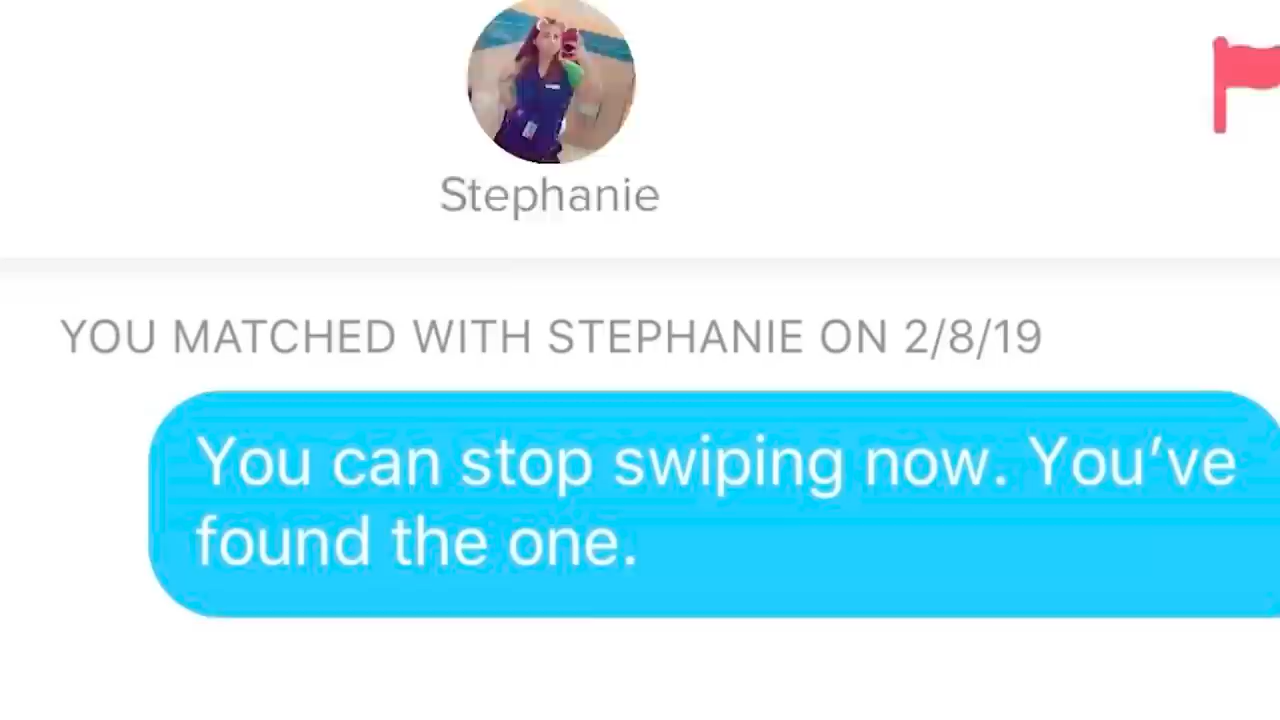 Stephanie
YOU MATCHED WITH STEPHANIE ON 2/8/19
You can stop swiping now. You’ve
found the one.